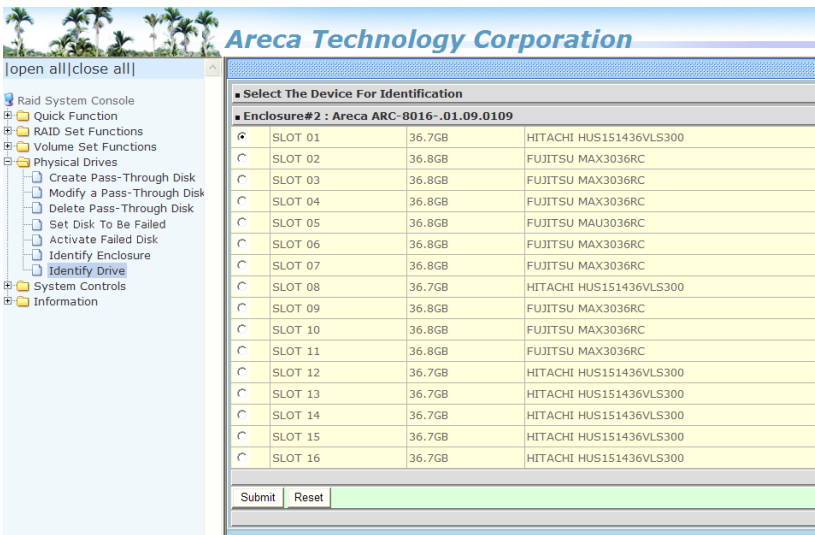 Areca Technology Corporation
|open all|close all|
Raid System Console
Quick Function
RAID Set Functions
Volume Set Functions
Physical Drives
Create Pass-Through Disk
Modify a Pass-Through Disk
Delete Pass-Through Disk
Set Disk To Be Failed
Activate Failed Disk
Identify Enclosure
Identify Drive
System Controls
Information
Select The Device For Identification
Enclosure#2 : Areca ARC-8016-.01.09.0109
SLOT 01 36.7GB HITACHI HUS151436VLS300
SLOT 02 36.8GB FUJITSU MAX3036RC
SLOT 03 36.8GB FUJITSU MAX3036RC
SLOT 04 36.8GB FUJITSU MAX3036RC
SLOT 05 36.8GB FUJITSU MAU3036RC
SLOT 06 36.8GB FUJITSU MAX3036RC
SLOT 07 36.8GB FUJITSU MAX3036RC
SLOT 08 36.7GB HITACHI HUS151436VLS300
SLOT 09 36.8GB FUJITSU MAX3036RC
SLOT 10 36.8GB FUJITSU MAX3036RC
SLOT 11 36.8GB FUJITSU MAX3036RC
SLOT 12 36.7GB HITACHI HUS151436VLS300
SLOT 13 36.7GB HITACHI HUS151436VLS300
SLOT 14 36.7GB HITACHI HUS151436VLS300
SLOT 15 36.7GB HITACHI HUS151436VLS300
SLOT 16 36.7GB HITACHI HUS151436VLS300
Submit Reset